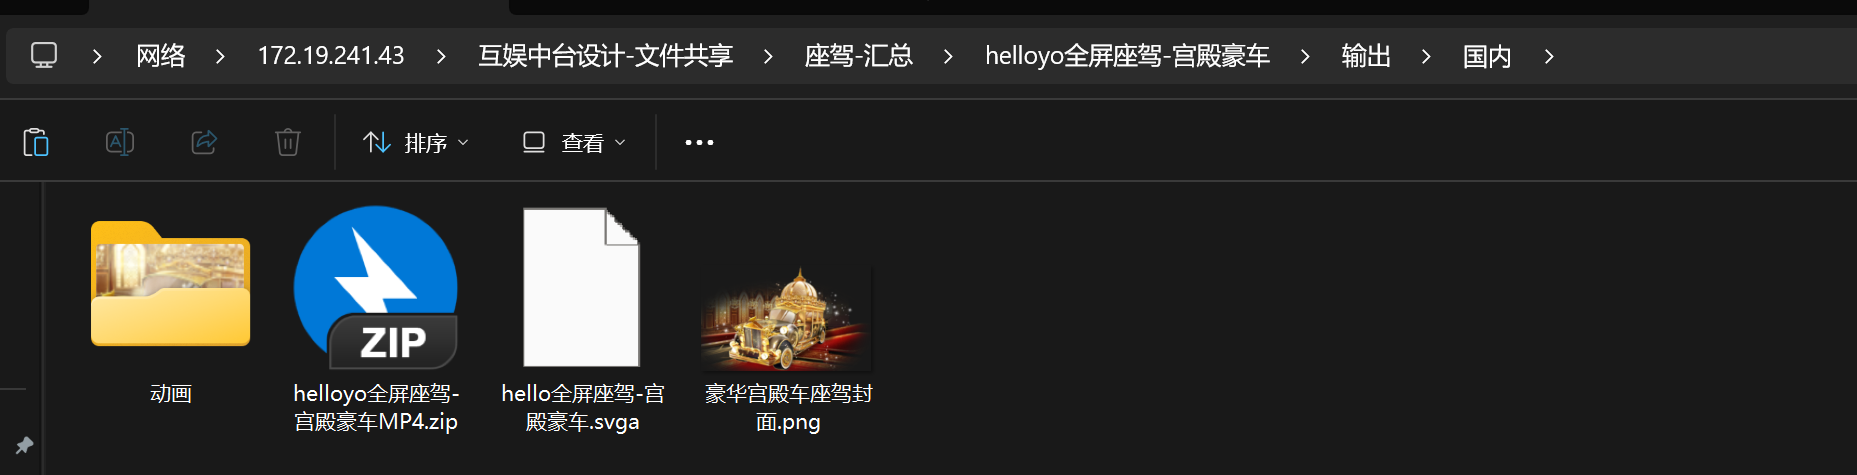 网络 172.19.241.43 互娱中台设计-文件共享 座驾-汇总 helloyo全屏座驾-宫殿豪车 输出 国内
排序 查看
动画
helloyo全屏座驾-
宫殿豪车MP4.zip
hello全屏座驾-宫
殿豪车.svga
豪华宫殿车座驾封
面.png
ZIP